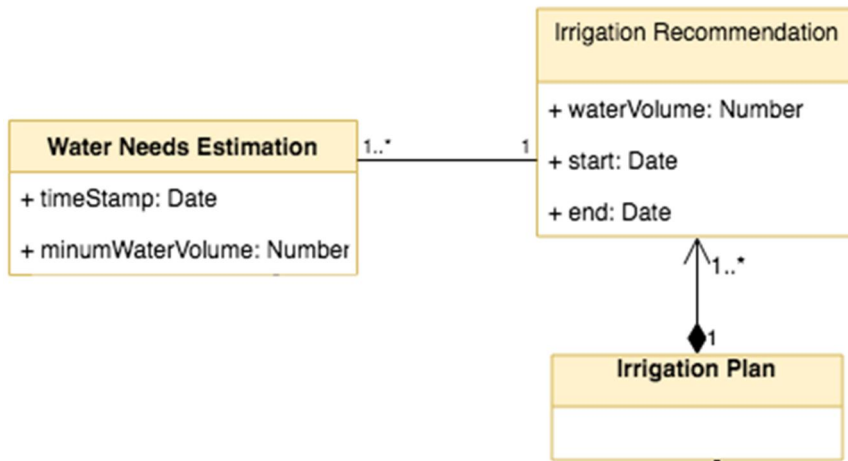 Irrigation Recommendation
+ waterVolume: Number
+ start: Date
+ end: Date
Water Needs Estimation
+ timeStamp: Date
+ minumWaterVolume: Number
1..*
1
1..*
1
Irrigation Plan